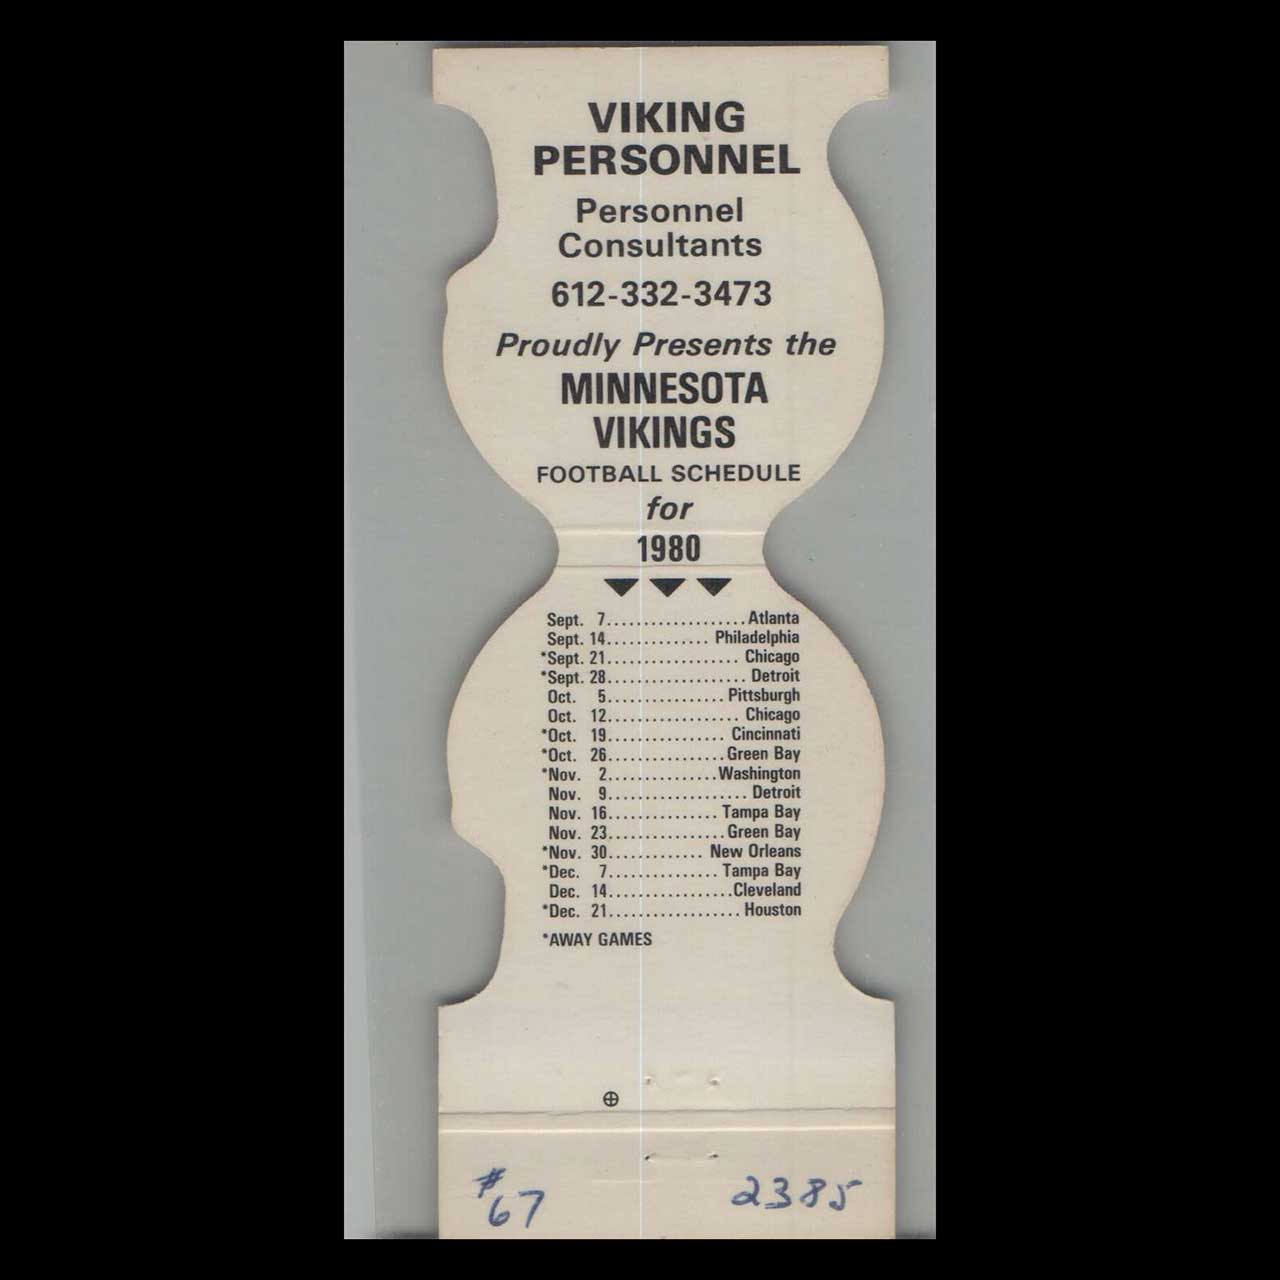 VIKING
PERSONNEL
Personnel
Consultants
612-332-3473
Proudly Presents the
MINNESOTA
VIKINGS
FOOTBALL SCHEDULE
for
1980
Sept. 7.................. Atlanta
Sept. 14............. Philadelphia
*Sept. 21................. Chicago
*Sept. 28.................. Detroit
Oct. 5............... Pittsburgh
Oct. 12................. Chicago
*Oct. 19............... Cincinnati
*Oct. 26............... Green Bay
*Nov. 2.............. Washington
Nov. 9.................. Detroit
Nov. 16.............. Tampa Bay
Nov. 23............... Green Bay
*Nov. 30............ New Orleans
*Dec. 7.............. Tampa Bay
Dec. 14................ Cleveland
*Dec. 21................. Houston
*AWAY GAMES
#67 2385